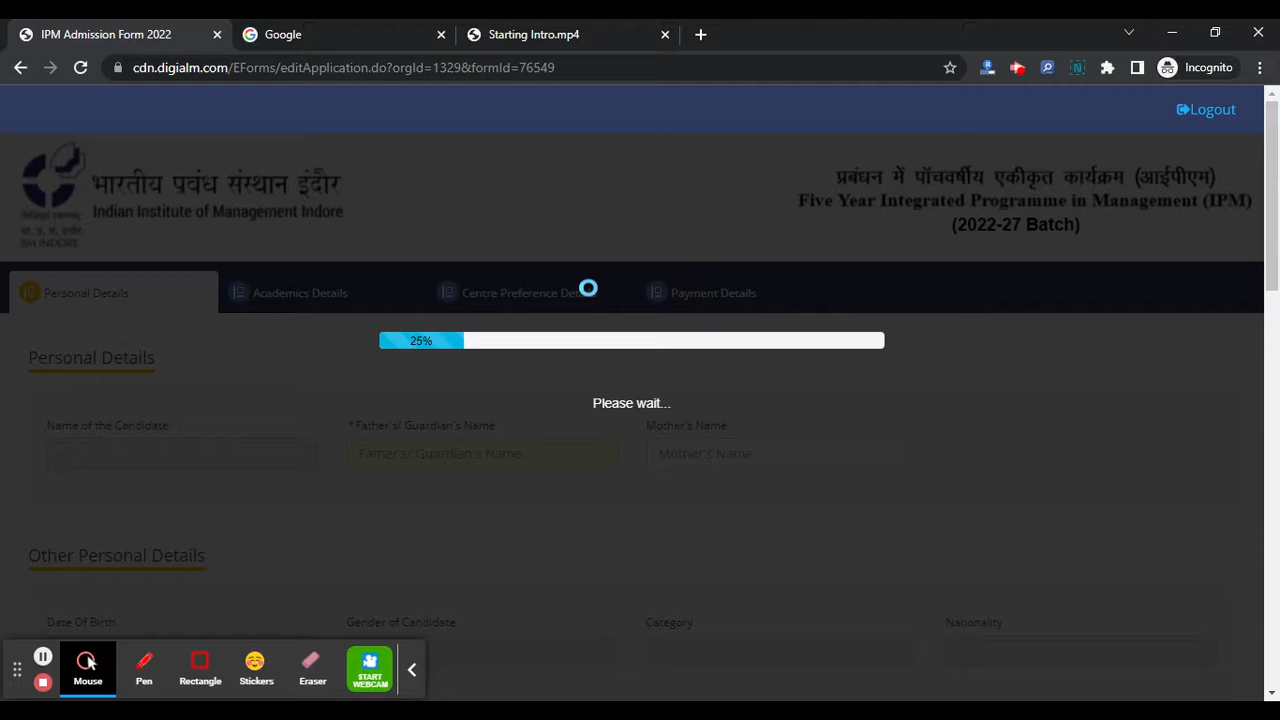 IPM Admission Form 2022
Google
Starting Intro.mp4
cdn.digialm.com/EForms/editApplication.do?orgId=1329&formId=76549
Incognito
Logout
भारतीय प्रबंध संस्थान इंदौर
Indian Institute of Management Indore
IIM INDORE
प्रबंधन में पॉचवर्षीय एकीकृत कार्यक्रम (आईपीएम)
Five Year Integrated Programme in Management (IPM)
(2022-27 Batch)
Personal Details
Academics Details
Centre Preference Det
Payment Details
25%
Please wait...
Personal Details
Name of the Candidate
* Father's/ Guardian's Name
Mother's Name
Father's/ Guardian's Name
Mother's Name
Other Personal Details
Date Of Birth
Gender of Candidate
Category
Nationality
Mouse
Pen
Rectangle
Stickers
Eraser
START
WEBCAM